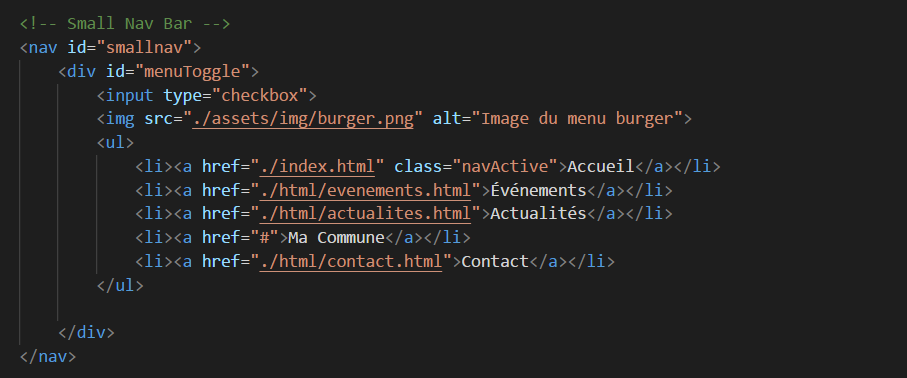 <!-- Small Nav Bar -->
<nav id="smallnav">
<div id="menuToggle">
<input type="checkbox">
<img src="./assets/img/burger.png" alt="Image du menu burger">
<ul>
<li><a href="./index.html" class="navActive">Accueil</a></li>
<li><a href="./html/evenements.html">Événements</a></li>
<li><a href="./html/actualites.html">Actualités</a></li>
<li><a href="#">Ma Commune</a></li>
<li><a href="./html/contact.html">Contact</a></li>
</ul>
</div>
</nav>